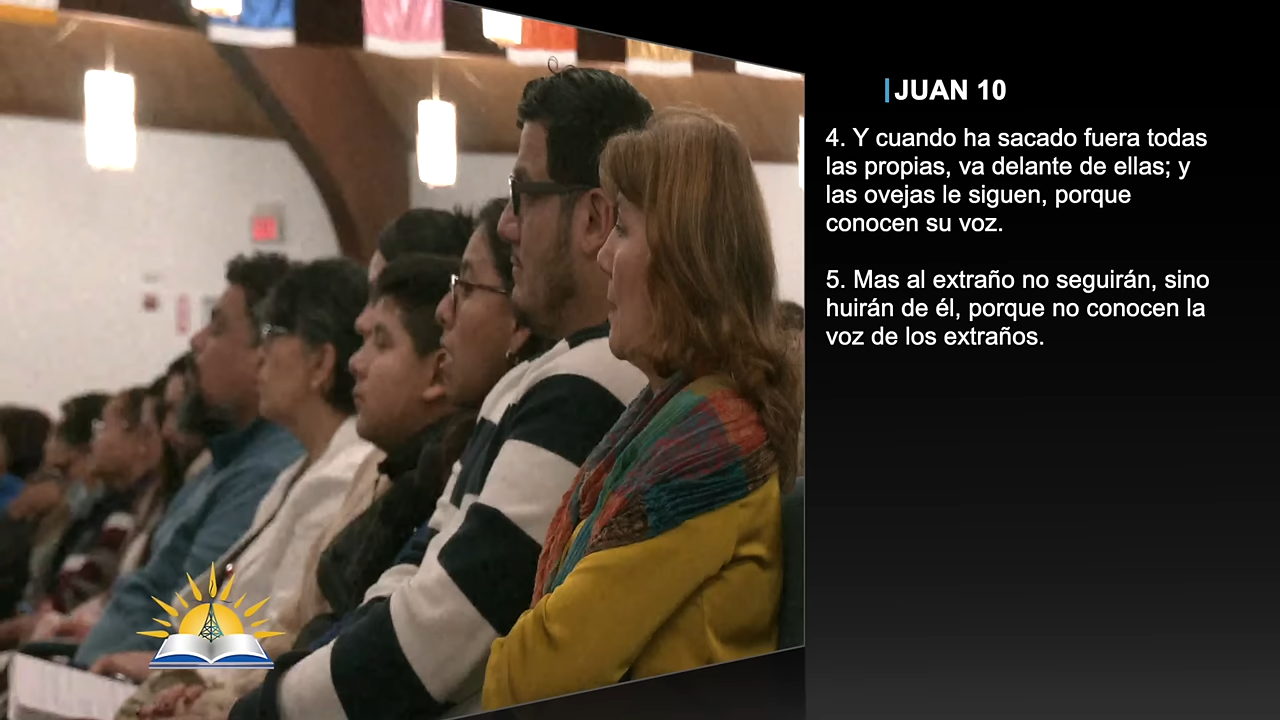 JUAN 10
4. Y cuando ha sacado fuera todas
las propias, va delante de ellas; y
las ovejas le siguen, porque
conocen su voz.
5. Mas al extraño no seguirán, sino
huirán de él, porque no conocen la
voz de los extraños.